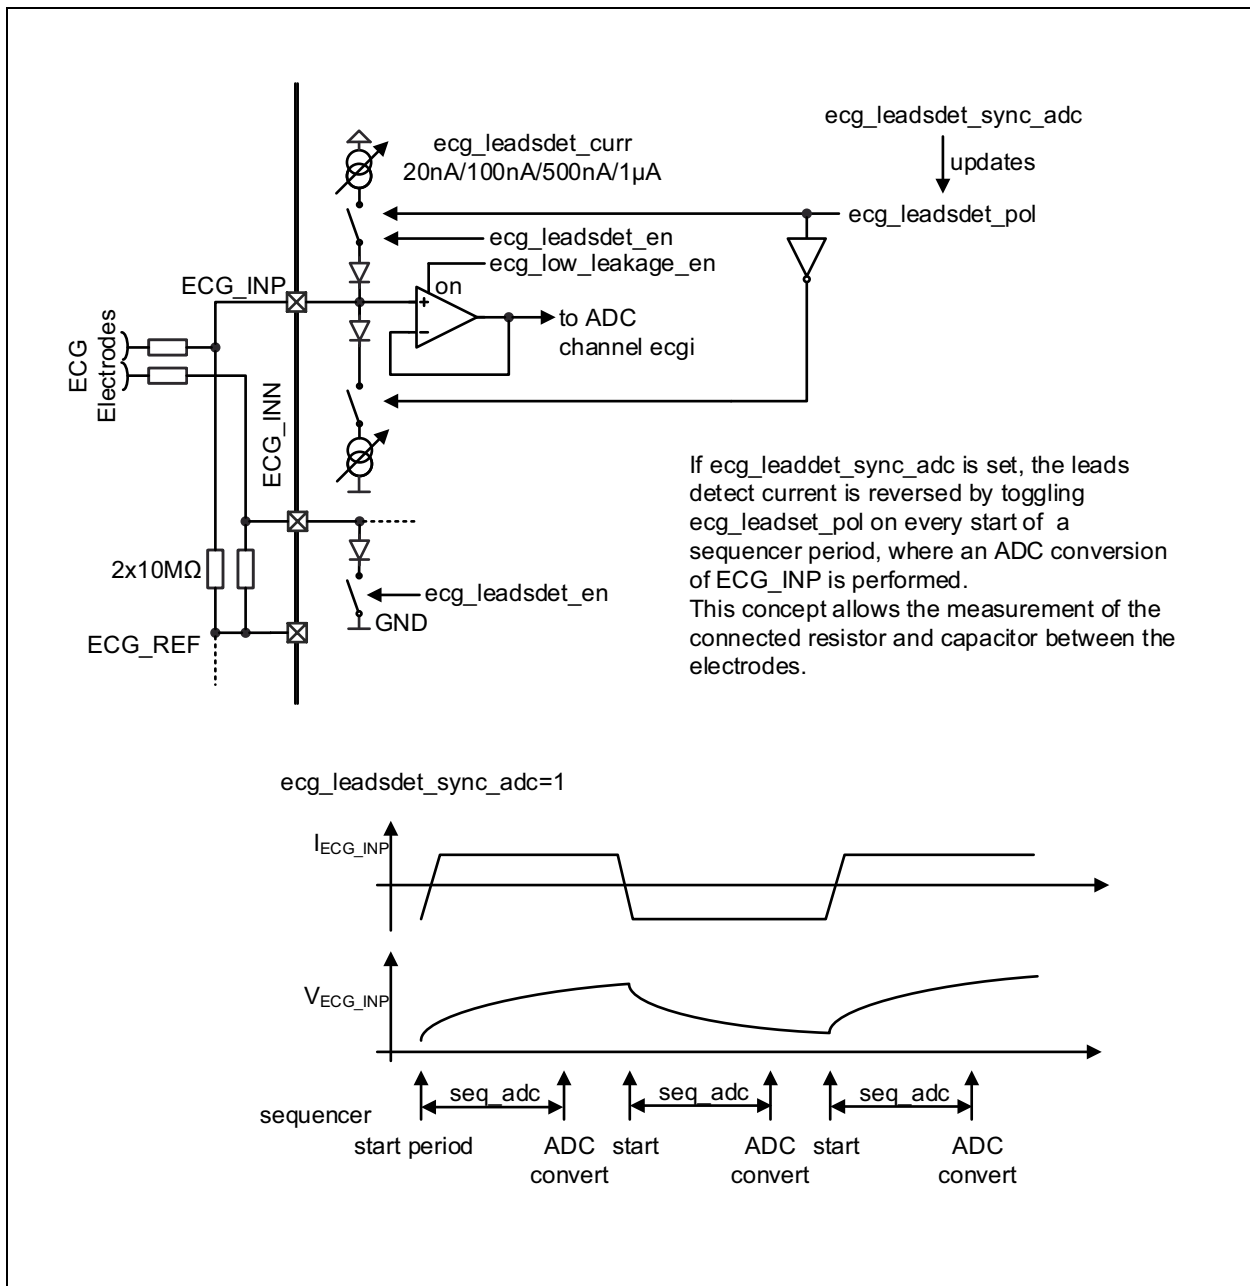 ecg_leadsdet_sync_adc
ecg_leadsdet_curr
20nA/100nA/500nA/1µA
updates
ecg_leadsdet_pol
ecg_leadsdet_en
ecg_low_leakage_en
ECG_INP
on
+
−
to ADC
channel ecgi
ECG
Electrodes
ECG_INN
2x10MΩ
ecg_leadsdet_en
GND
ECG_REF
If ecg_leaddet_sync_adc is set, the leads
detect current is reversed by toggling
ecg_leadset_pol on every start of a
sequencer period, where an ADC conversion
of ECG_INP is performed.
This concept allows the measurement of the
connected resistor and capacitor between the
electrodes.
ecg_leadsdet_sync_adc=1
IECG_INP
VECG_INP
seq_adc seq_adc seq_adc
sequencer
start period ADC start ADC start ADC
convert convert convert